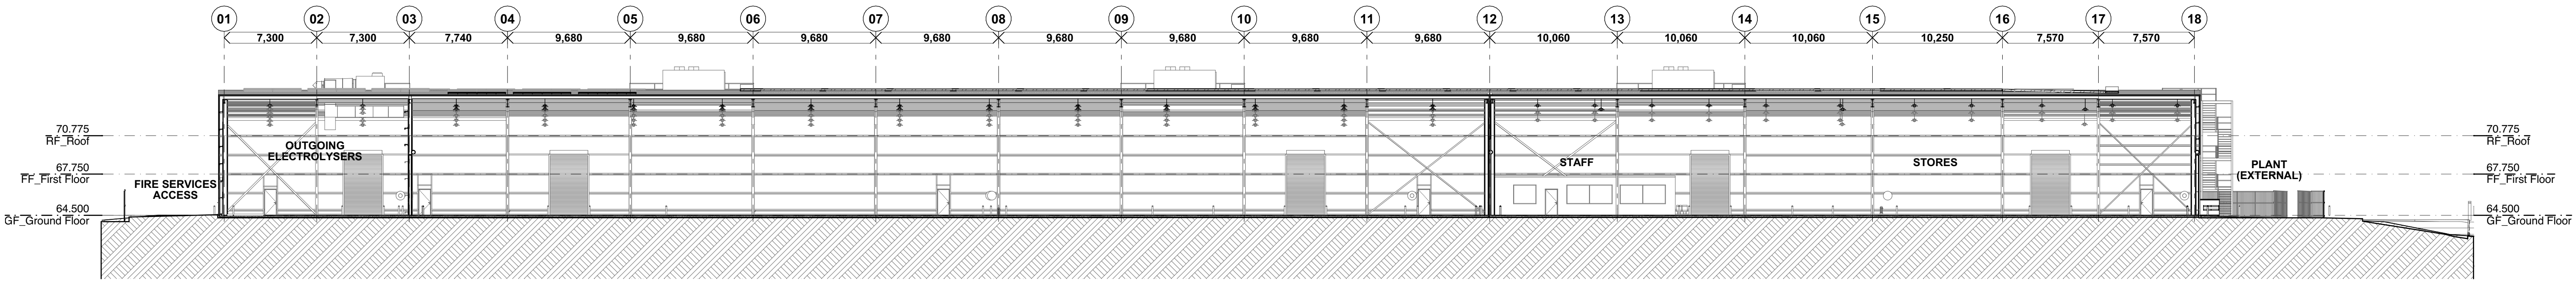 01 02 03 04 05 06 07 08 09 10 11 12 13 14 15 16 17 18
7,300 7,300 7,740 9,680 9,680 9,680 9,680 9,680 9,680 9,680 9,680 10,060 10,060 10,060 10,250 7,570 7,570
70.775
RF_Roof
67.750
FF_First Floor
64.500
GF_Ground Floor
FIRE SERVICES
ACCESS
OUTGOING
ELECTROLYSERS
STAFF
STORES
PLANT
(EXTERNAL)
70.775
RF_Roof
67.750
FF_First Floor
64.500
GF_Ground Floor